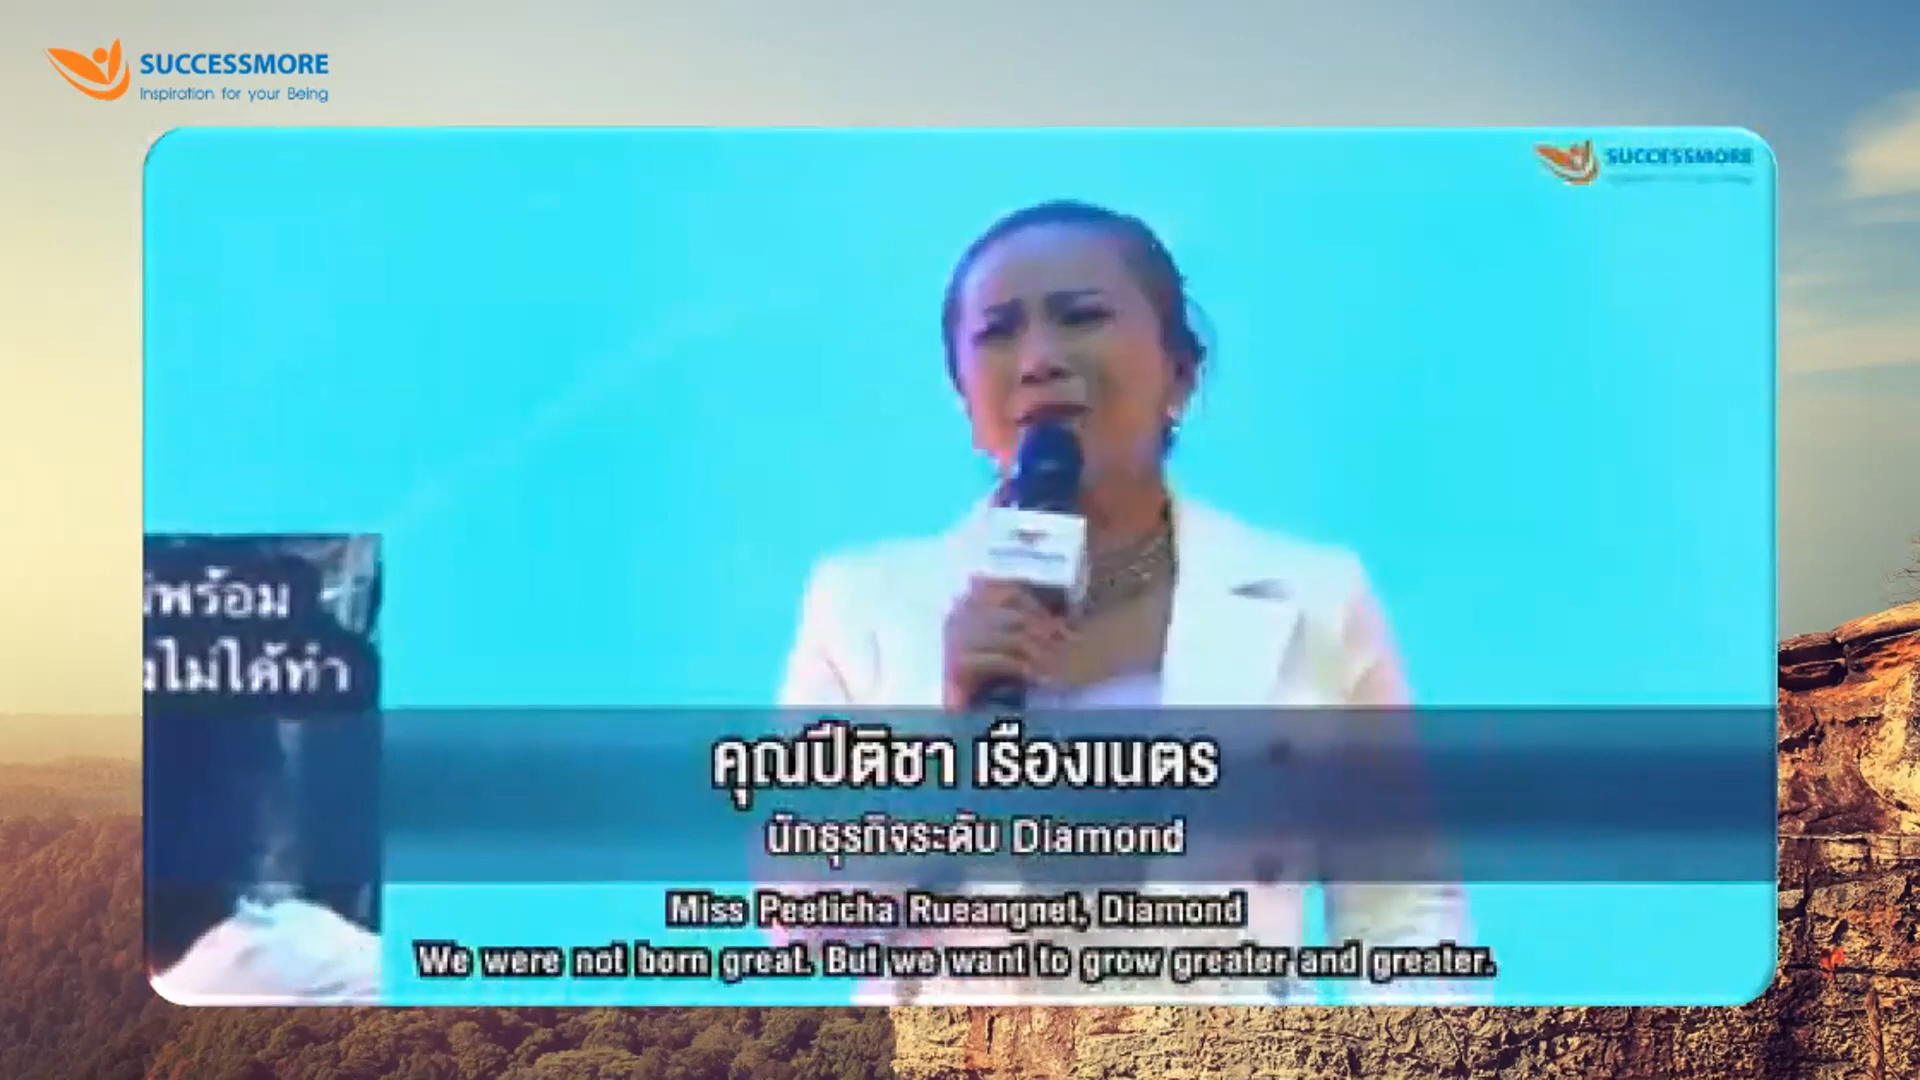 SUCCESSMORE
Inspiration for your Being
SUCCESSMORE
พร้อม
ไม่ได้ทำ
คุณปีติชา เรืองเนตร
นักธุรกิจระดับ Diamond
Miss Peeticha Rueangnet, Diamond
We were not born great. But we want to grow greater and greater.